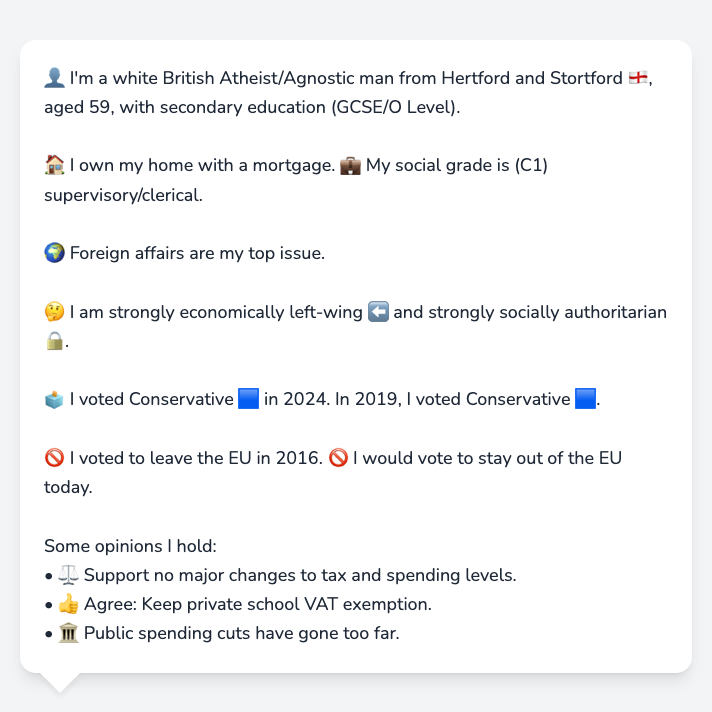 👤 I'm a white British Atheist/Agnostic man from Hertford and Stortford 🏴󠁧󠁢󠁥󠁮󠁧󠁿,
aged 59, with secondary education (GCSE/O Level).
🏠 I own my home with a mortgage. 💼 My social grade is (C1)
supervisory/clerical.
🌍 Foreign affairs are my top issue.
🤔 I am strongly economically left-wing ⬅️ and strongly socially authoritarian
🔒.
🗳️ I voted Conservative 🟦 in 2024. In 2019, I voted Conservative 🟦.
🚫 I voted to leave the EU in 2016. 🚫 I would vote to stay out of the EU
today.
Some opinions I hold:
• ⚖️ Support no major changes to tax and spending levels.
• 👍 Agree: Keep private school VAT exemption.
• 🏛️ Public spending cuts have gone too far.